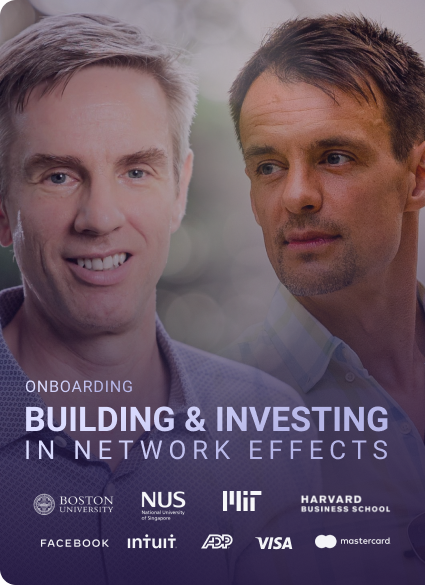 ONBOARDING
BUILDING & INVESTING
IN NETWORK EFFECTS
BOSTON UNIVERSITY
NUS
National University
of Singapore
MIT
HARVARD
BUSINESS SCHOOL
FACEBOOK
intuit
ADP
VISA
mastercard